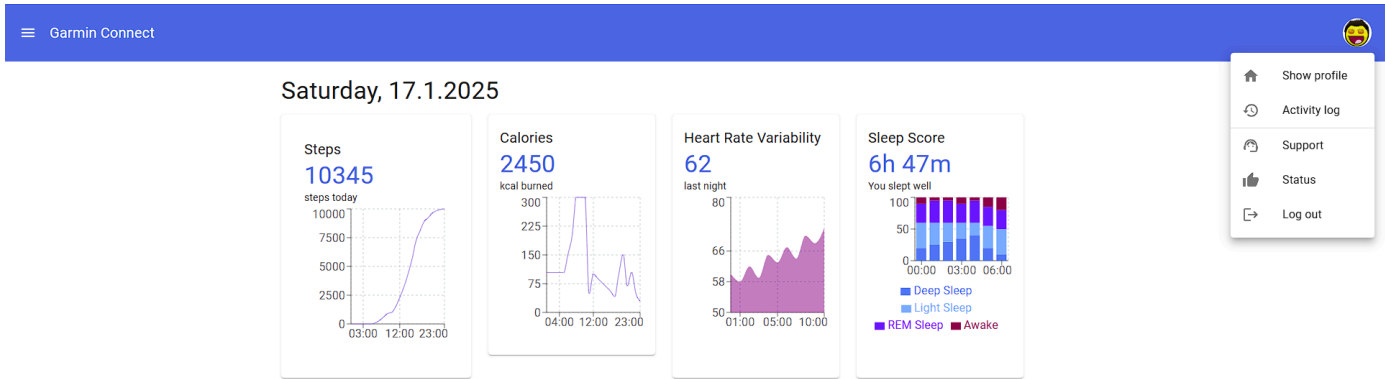 Garmin Connect
Show profile
Activity log
Support
Status
Log out
Saturday, 17.1.2025
Steps
10345
steps today
10000
7500
5000
2500
0
03:00 12:00 23:00
Calories
2450
kcal burned
300
225
150
75
0
04:00 12:00 23:00
Heart Rate Variability
62
last night
80
66
58
50
01:00 05:00 10:00
Sleep Score
6h 47m
You slept well
100
50
0
00:00 03:00 06:00
Deep Sleep
Light Sleep
REM Sleep Awake